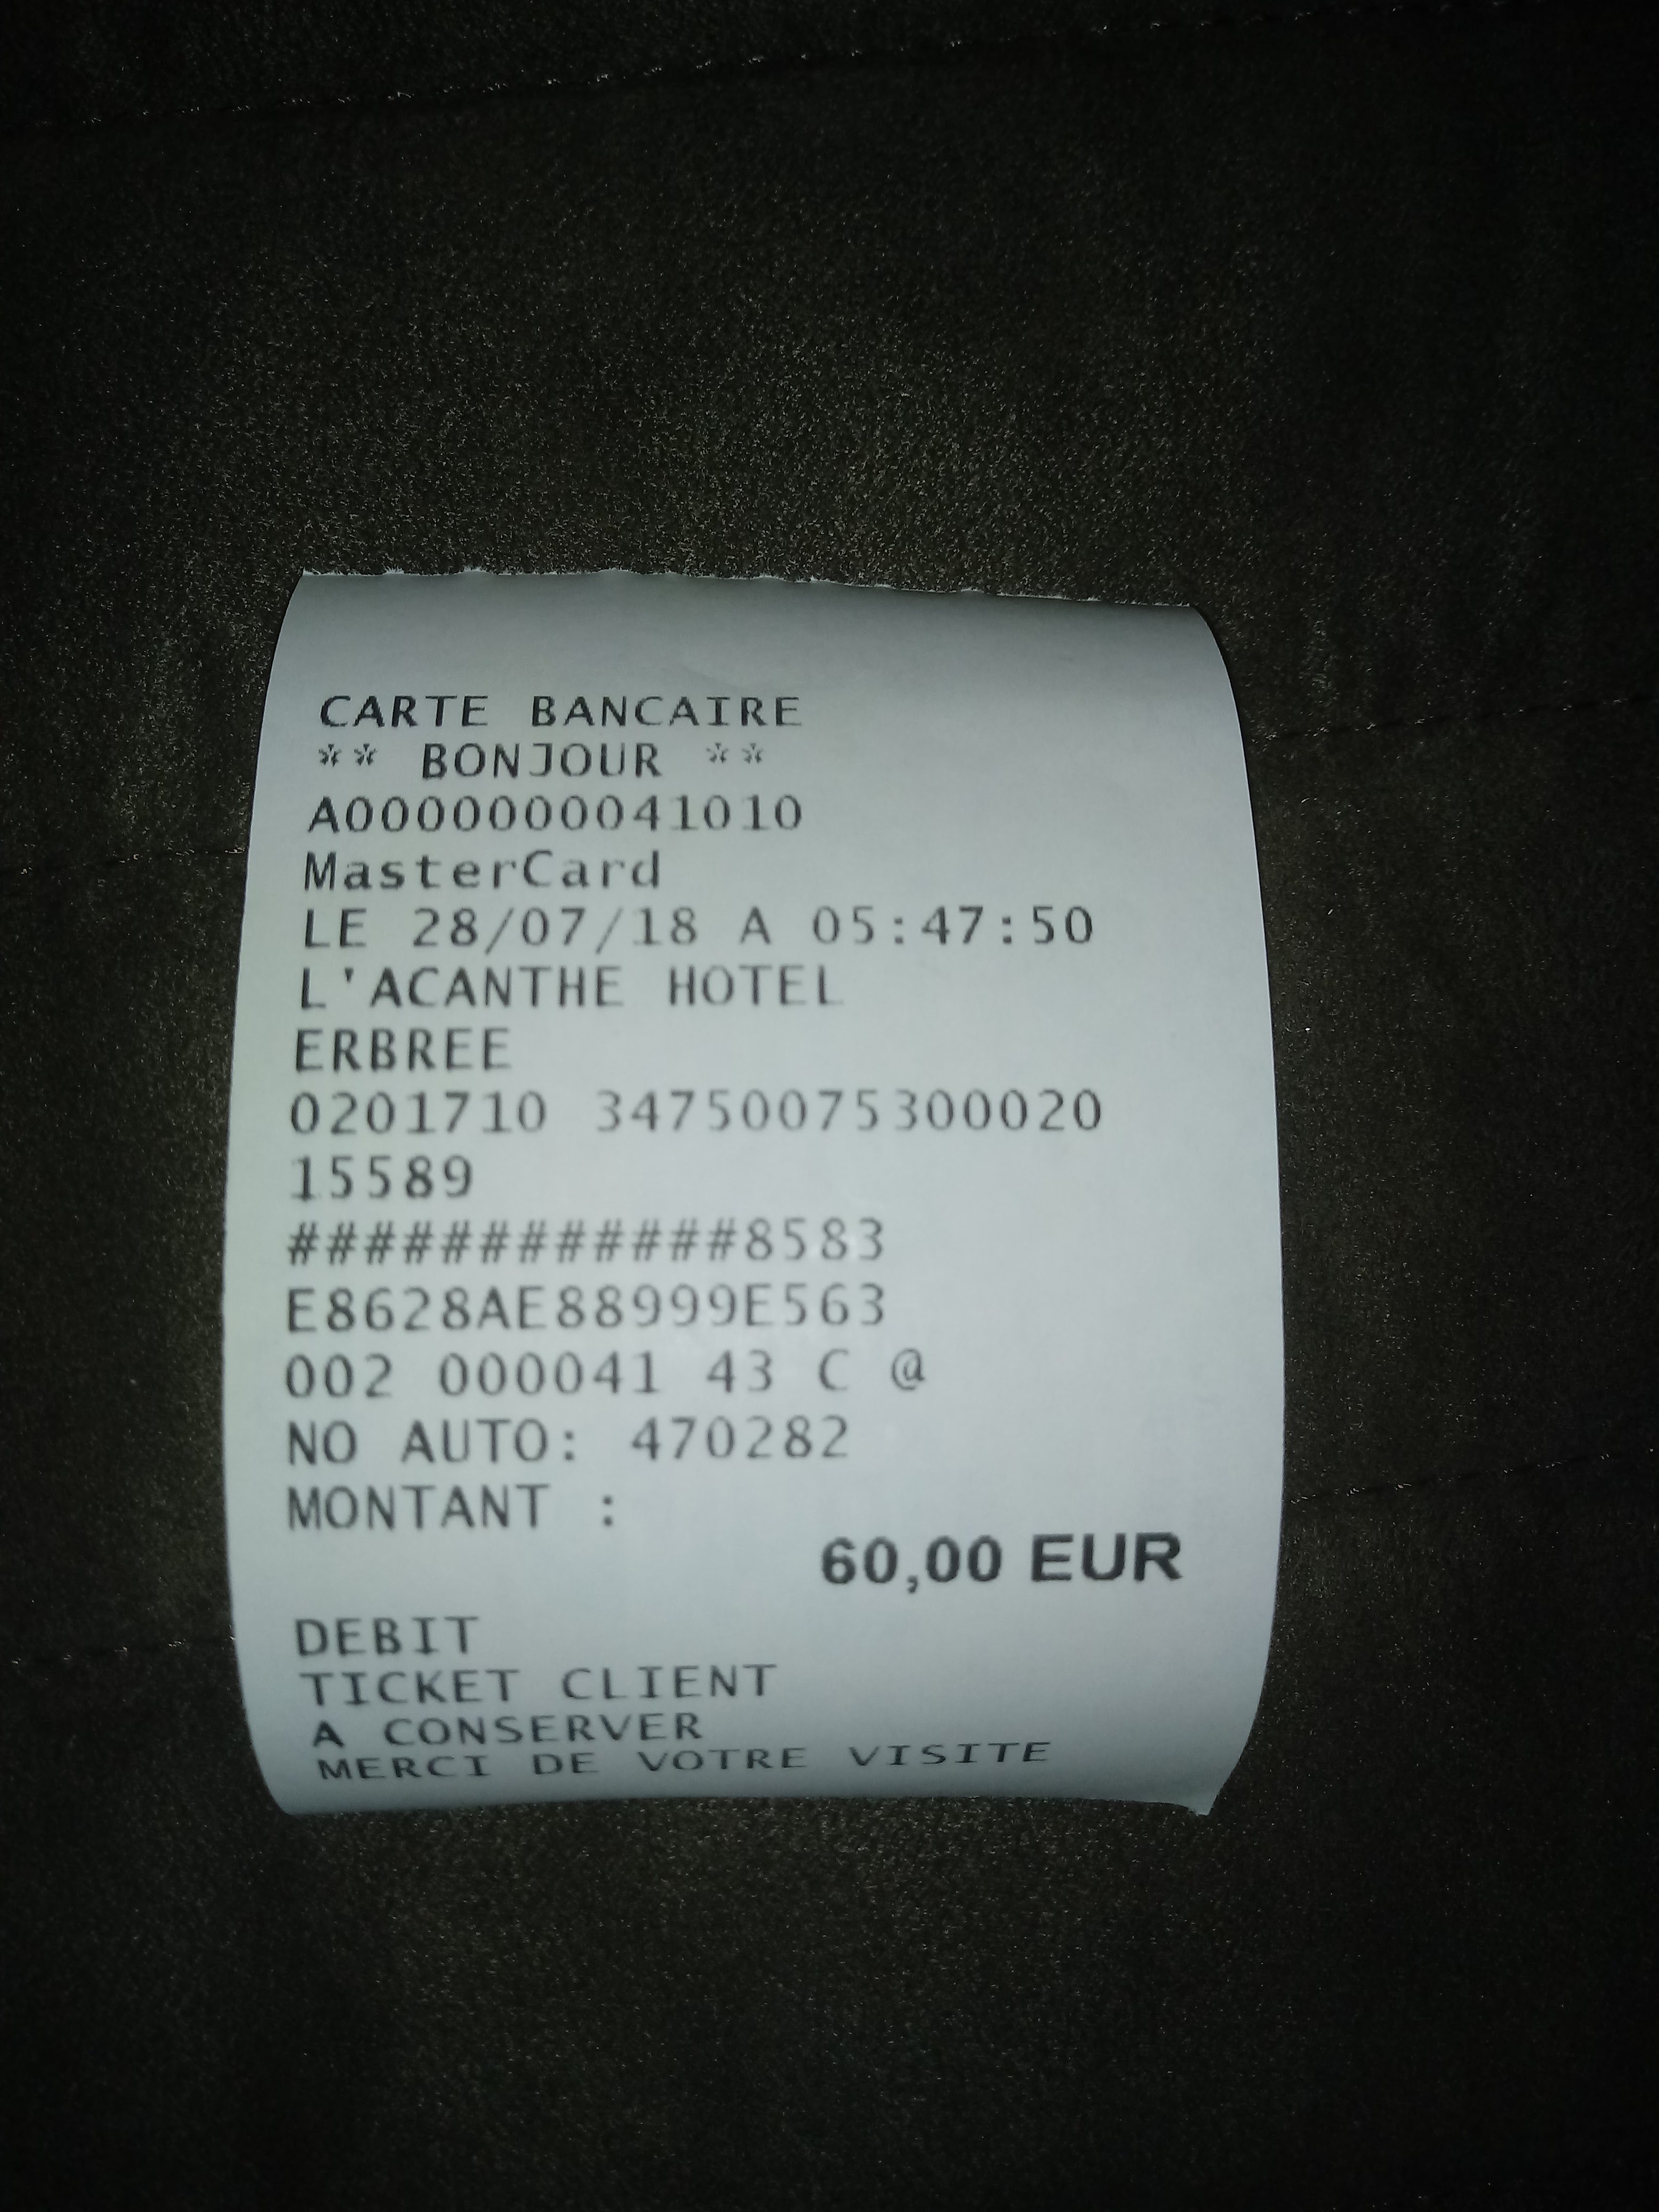 CARTE BANCAIRE
** BONJOUR **
A0000000041010
MasterCard
LE 28/07/18 A 05:47:50
L'ACANTHE HOTEL
ERBREE
0201710 34750075300020
15589
############8583
E8628AE88999E563
002 000041 43 C @
NO AUTO: 470282
MONTANT :
60,00 EUR
DEBIT
TICKET CLIENT
A CONSERVER
MERCI DE VOTRE VISITE